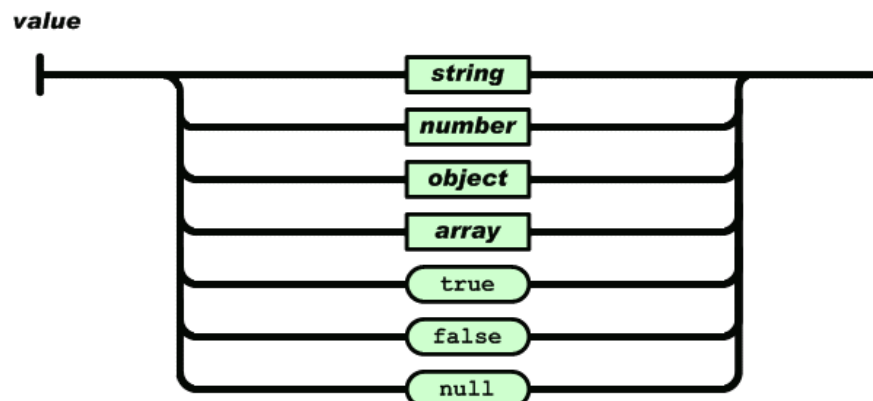 value
string
number
object
array
true
false
null